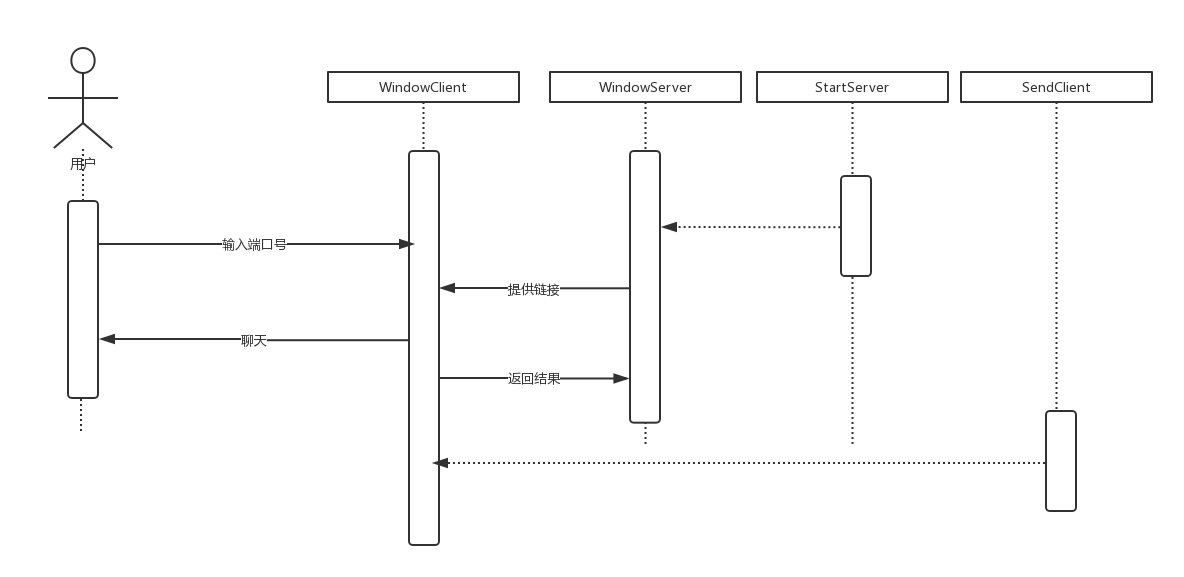 WindowClient
WindowServer
StartServer
SendClient
用户
输入端口号
提供链接
聊天
返回结果